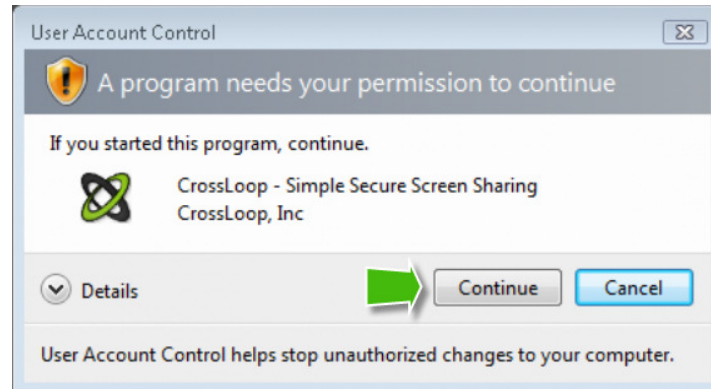 User Account Control
A program needs your permission to continue
If you started this program, continue.
CrossLoop - Simple Secure Screen Sharing
CrossLoop, Inc
Details
Continue
Cancel
User Account Control helps stop unauthorized changes to your computer.